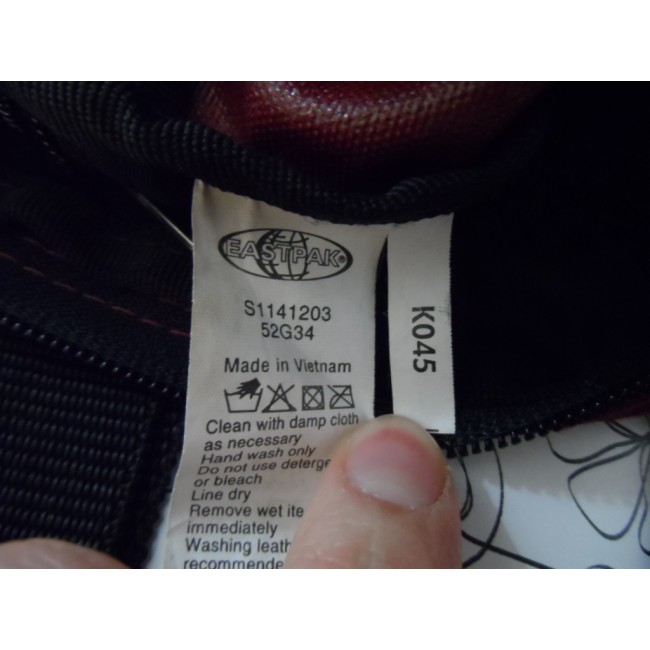 EASTPAK®
S1141203
52G34
Made in Vietnam
Clean with damp cloth
as necessary
Hand wash only
Do not use deterge
or bleach
Line dry
Remove wet ite
immediately
Washing leath
recommende
K045